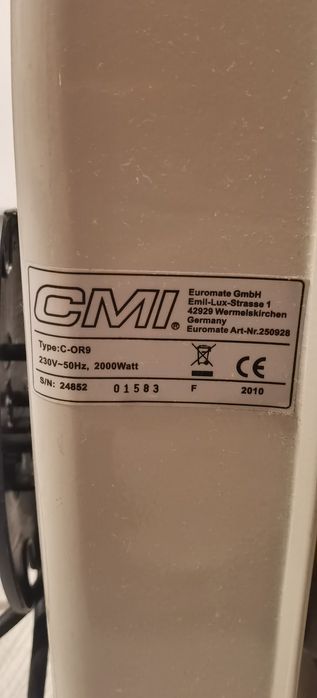 CMI®
Euromate GmbH
Emil-Lux-Strasse 1
42929 Wermelskirchen
Germany
Euromate Art-Nr.250928
Type:C-OR9
230V~50Hz, 2000Watt
CE
S/N: 24852 01583 F 2010